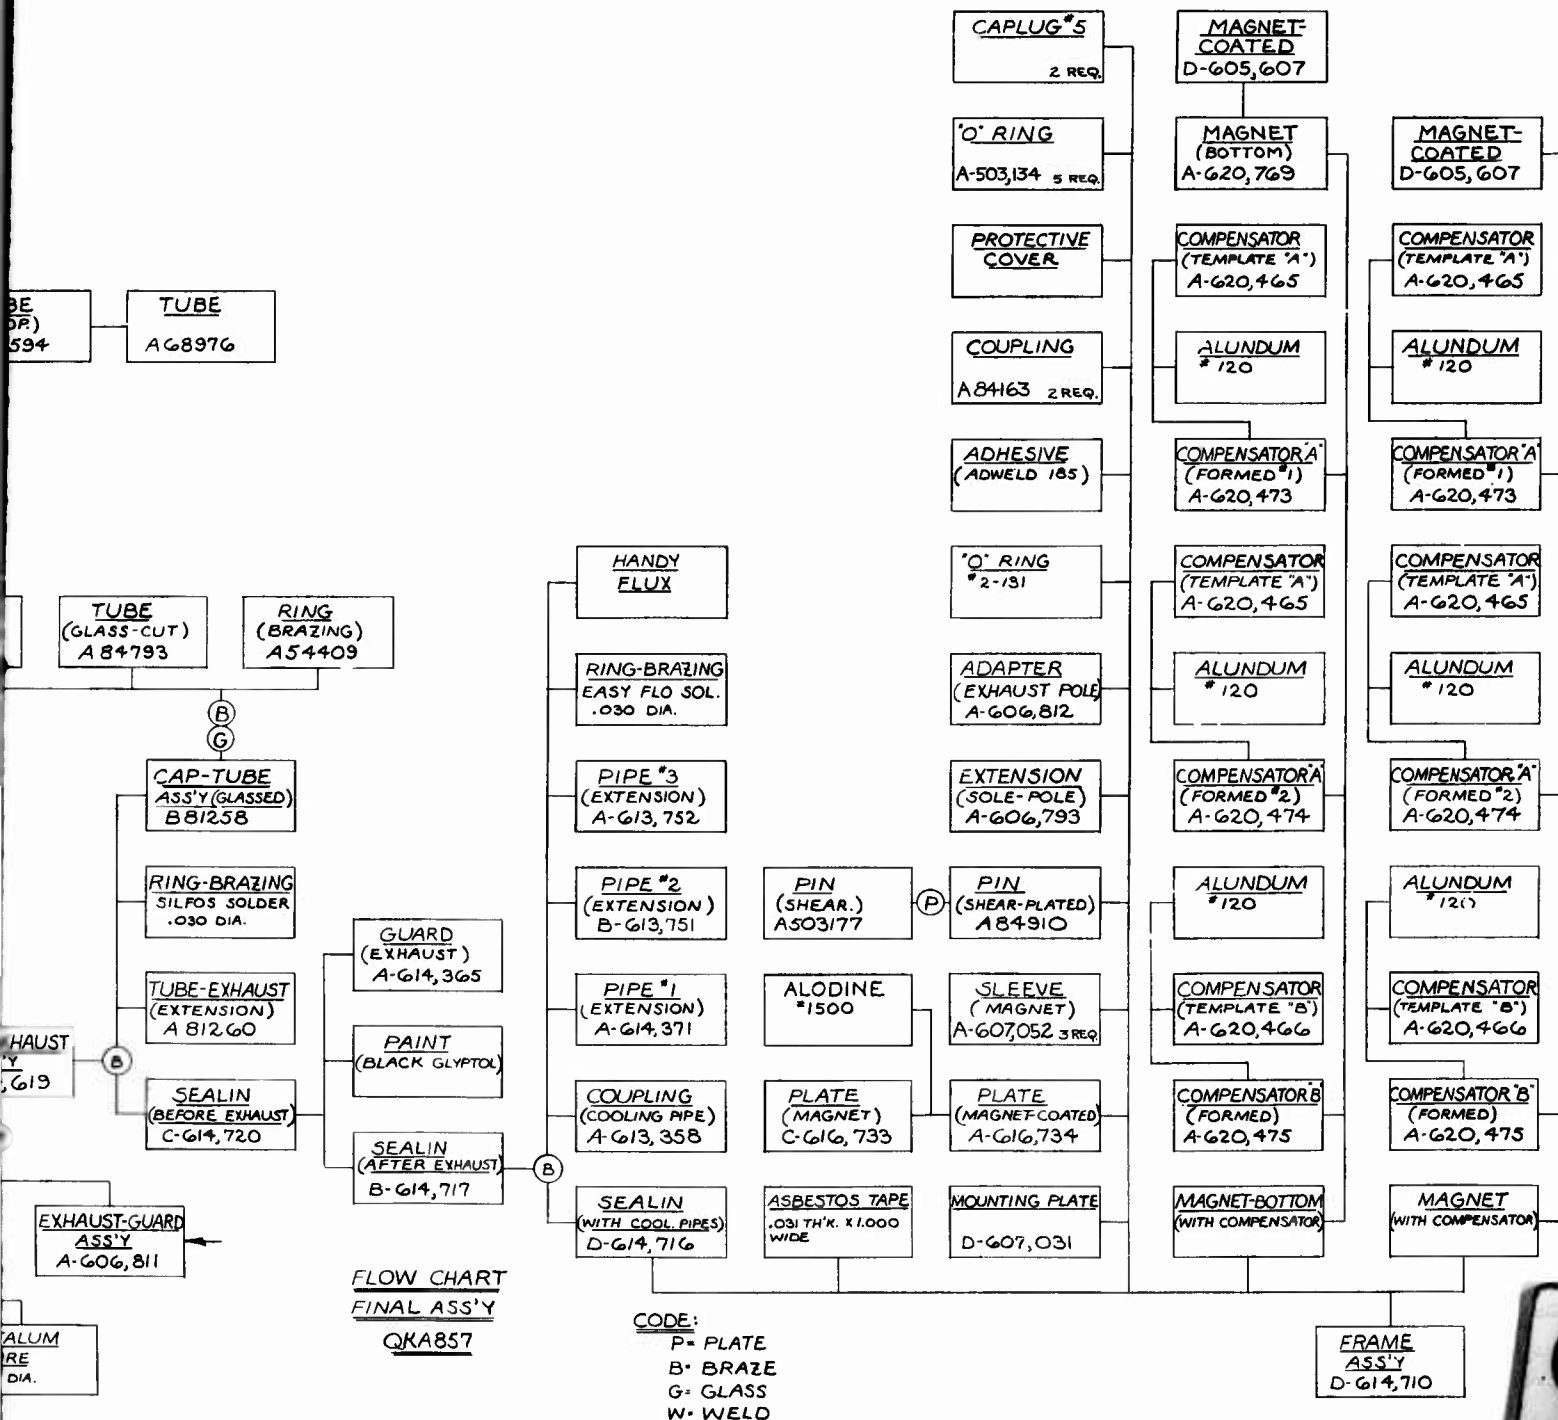 CAPLUG #5
2 REQ.
MAGNET-
COATED
D-605,607
"O" RING
A-503,134 5 REQ.
MAGNET
(BOTTOM)
A-620,769
MAGNET-
COATED
D-605,607
PROTECTIVE
COVER
COMPENSATOR
(TEMPLATE "A")
A-620,465
COMPENSATOR
(TEMPLATE "A")
A-620,465
594
TUBE
A68976
COUPLING
A84163 2 REQ.
ALUNDUM
#120
ALUNDUM
#120
ADHESIVE
(ADWELD 185)
COMPENSATOR"A"
(FORMED #1)
A-620,473
COMPENSATOR"A"
(FORMED #1)
A-620,473
HANDY
FLUX
"O" RING
#2-131
COMPENSATOR
(TEMPLATE "A")
A-620,465
COMPENSATOR
(TEMPLATE "A")
A-620,465
TUBE
(GLASS-CUT)
A84793
RING
(BRAZING)
A54409
RING-BRAZING
EASY FLO SOL.
.030 DIA.
ADAPTER
(EXHAUST POLE)
A-606,812
ALUNDUM
#120
ALUNDUM
#120
B
G
CAP-TUBE
ASS'Y (GLASSED)
B81258
PIPE #3
(EXTENSION)
A-613,752
EXTENSION
(SOLE-POLE)
A-606,793
COMPENSATOR"A"
(FORMED #2)
A-620,474
COMPENSATOR"A"
(FORMED #2)
A-620,474
RING-BRAZING
SILFOS SOLDER
.030 DIA.
PIPE #2
(EXTENSION)
B-613,751
PIN
(SHEAR.)
A503177
P
PIN
(SHEAR-PLATED)
A84910
ALUNDUM
#120
ALUNDUM
#120
GUARD
(EXHAUST)
A-614,365
TUBE-EXHAUST
(EXTENSION)
A81260
PIPE #1
(EXTENSION)
A-614,371
ALODINE
#1500
SLEEVE
(MAGNET)
A-607,052 3 REQ.
COMPENSATOR
(TEMPLATE "B")
A-620,466
COMPENSATOR
(TEMPLATE "B")
A-620,466
HAUST
,619
B
PAINT
(BLACK GLYPTOL)
SEALIN
(BEFORE EXHAUST)
C-614,720
COUPLING
(COOLING PIPE)
A-613,358
PLATE
(MAGNET)
C-616,733
PLATE
(MAGNET-COATED)
A-616,734
COMPENSATOR"B"
(FORMED)
A-620,475
COMPENSATOR"B"
(FORMED)
A-620,475
SEALIN
(AFTER EXHAUST)
B-614,717
B
SEALIN
(WITH COOL. PIPES)
D-614,716
ASBESTOS TAPE
.031 TH'K. X 1.000
WIDE
MOUNTING PLATE
D-607,031
MAGNET-BOTTOM
(WITH COMPENSATOR)
MAGNET
(WITH COMPENSATOR)
EXHAUST-GUARD
ASS'Y
A-606,811
FLOW CHART
FINAL ASS'Y
QKA857
ALUM
RE
DIA.
CODE:
P= PLATE
B= BRAZE
G= GLASS
W= WELD
FRAME
ASS'Y
D-614,710